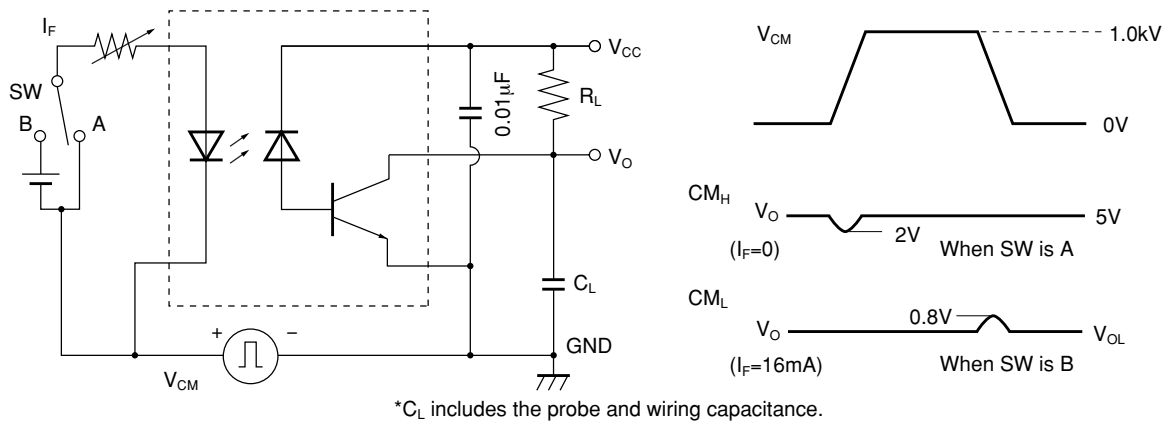 I_F
SW
B
A
V_CC
0.01μF
R_L
V_O
C_L
GND
+
−
V_CM
V_CM
1.0kV
0V
CM_H
V_O
5V
2V
(I_F=0)
When SW is A
CM_L
0.8V
V_O
V_OL
(I_F=16mA)
When SW is B
*C_L includes the probe and wiring capacitance.